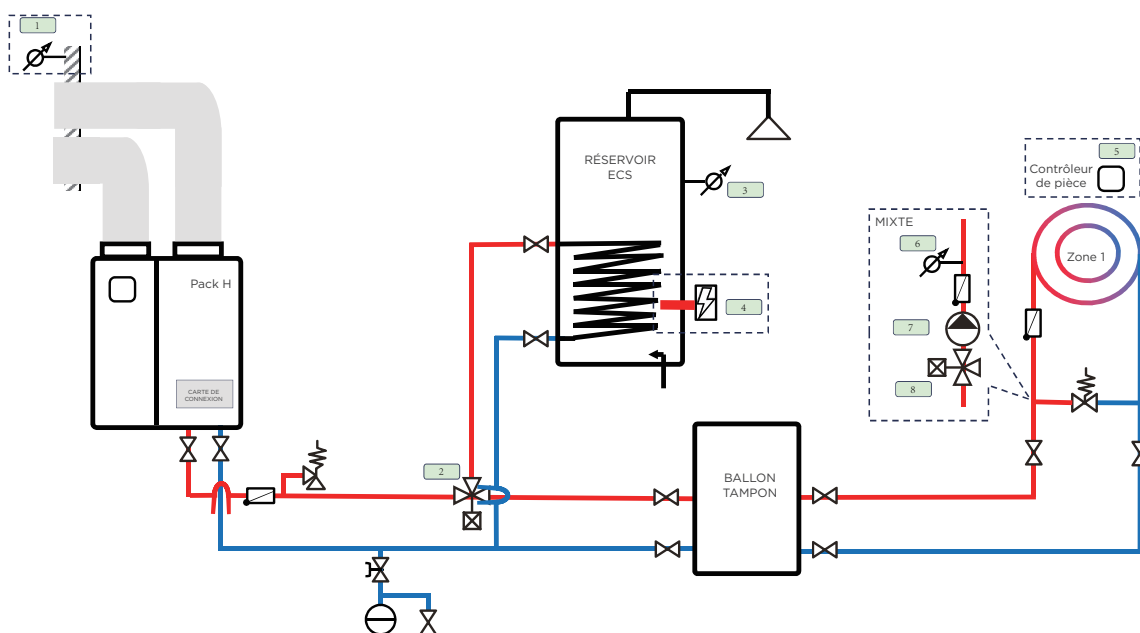 1
RÉSERVOIR
ECS
3
5
Contrôleur
de pièce
MIXTE
6
Zone 1
Pack H
4
7
CARTE DE
CONNEXION
8
2
BALLON
TAMPON